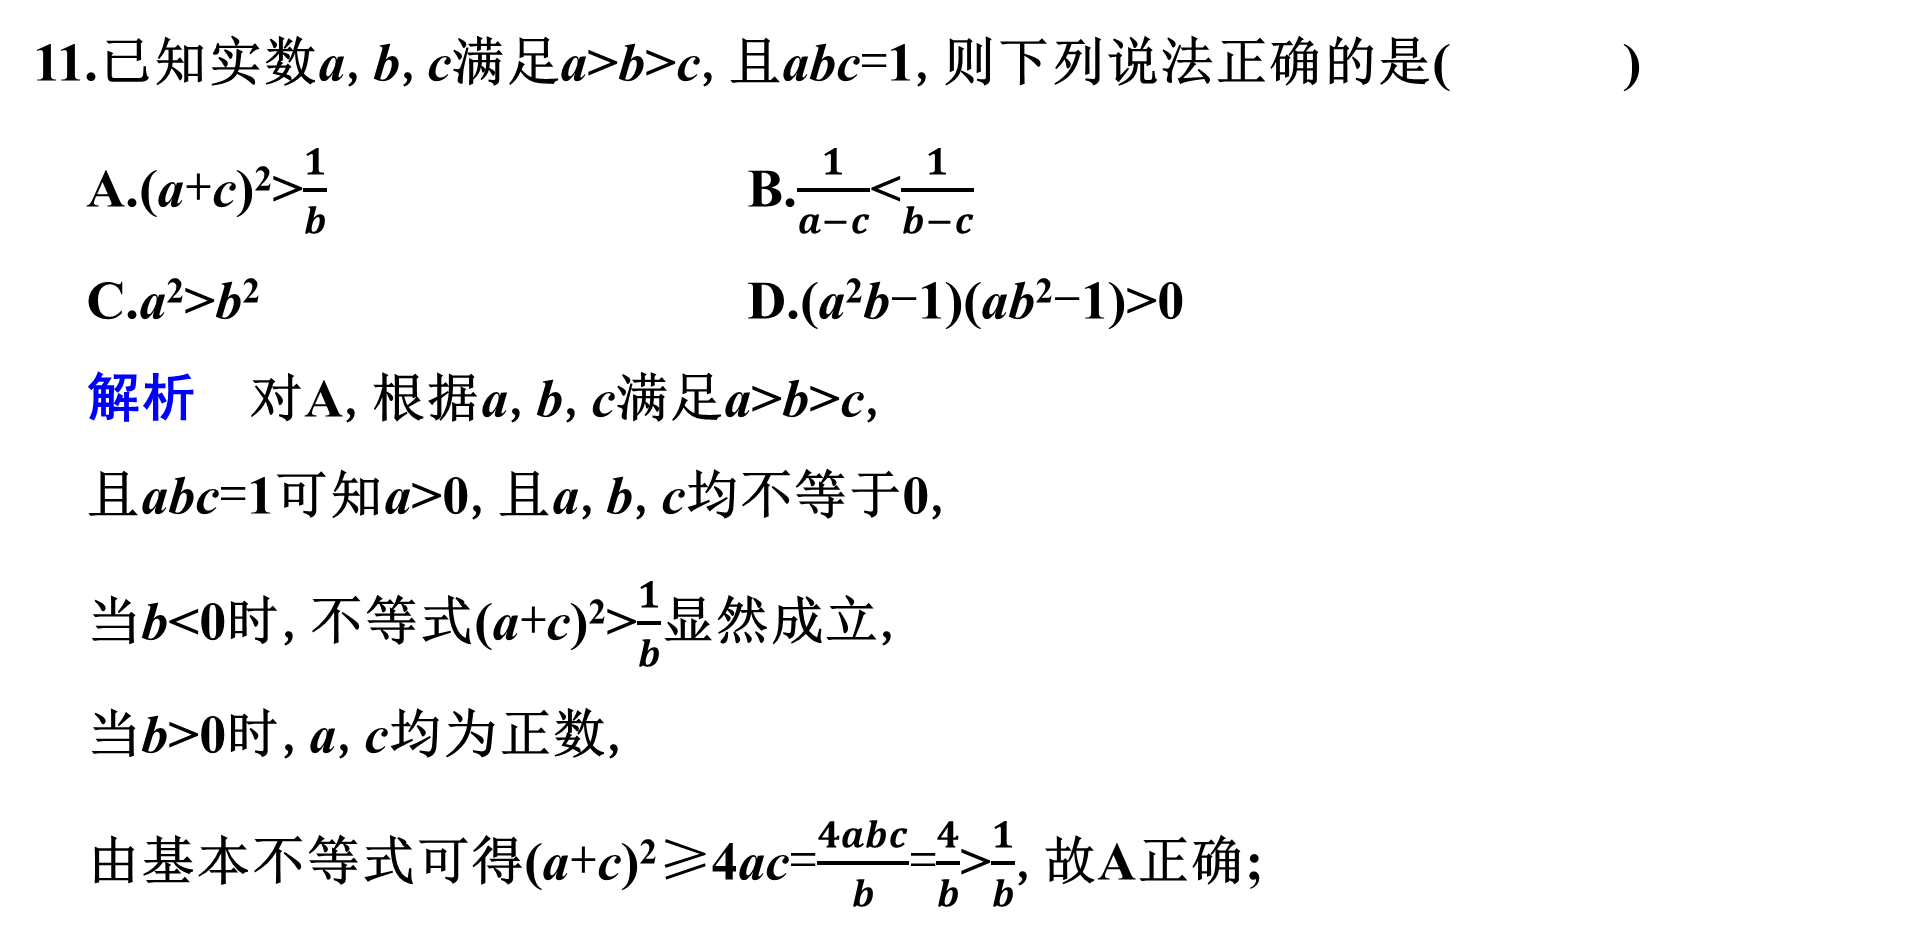 11.已知实数a, b, c满足a>b>c, 且abc=1, 则下列说法正确的是(　　　)
A.(a+c)²>1/b　　B.1/(a−c)<1/(b−c)
C.a²>b²　　D.(a²b−1)(ab²−1)>0
解析　对A, 根据a, b, c满足a>b>c,
且abc=1可知a>0, 且a, b, c均不等于0,
当b<0时, 不等式(a+c)²>1/b显然成立,
当b>0时, a, c均为正数,
由基本不等式可得(a+c)²≥4ac=4abc/b=4/b>1/b, 故A正确;